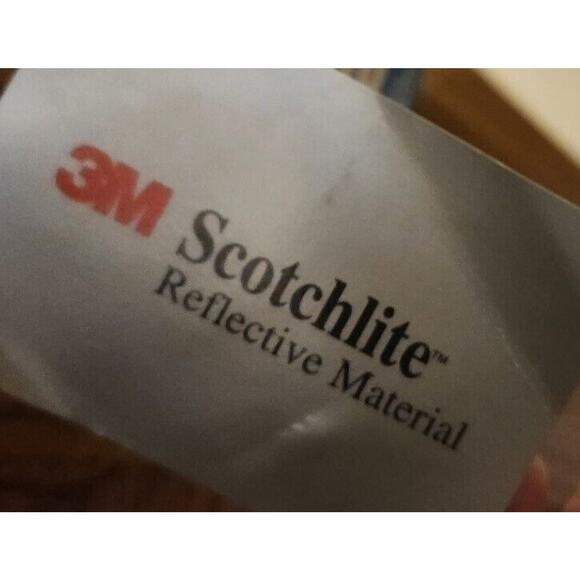 3M Scotchlite™
Reflective Material